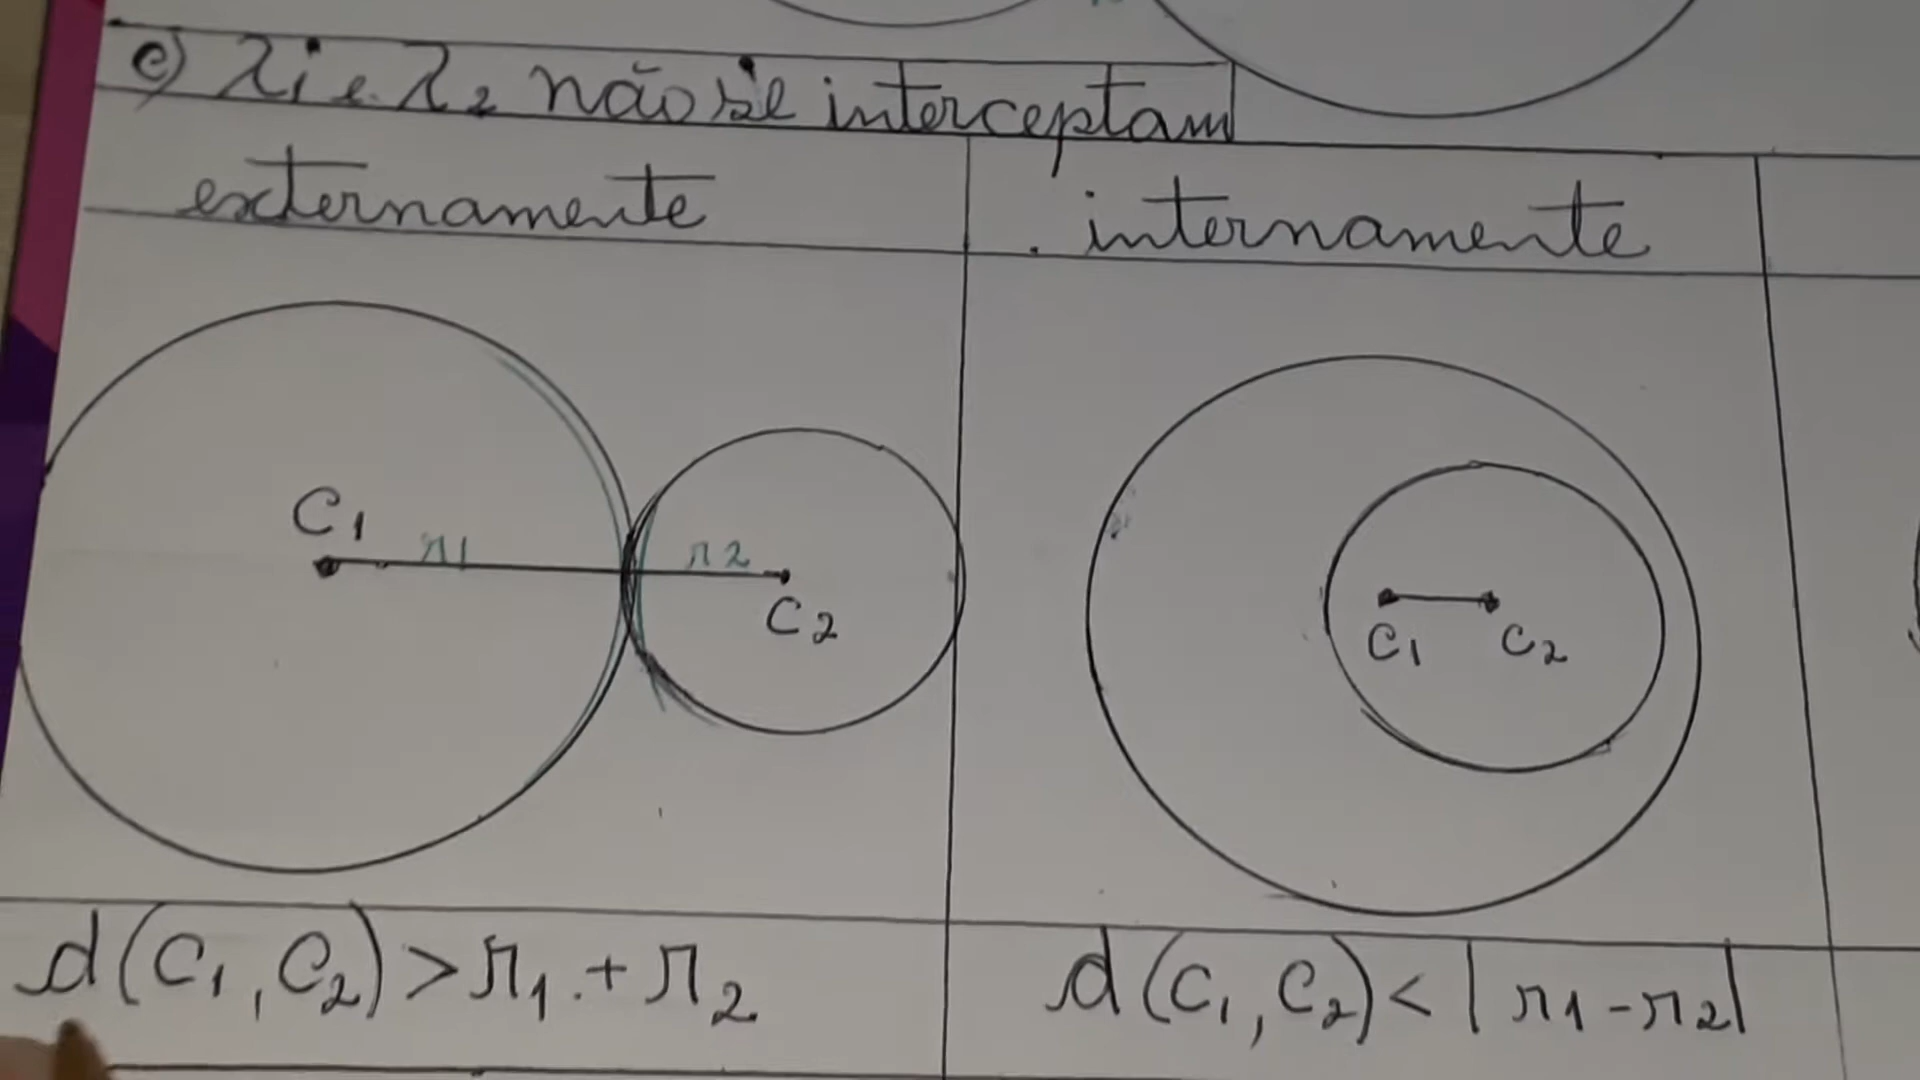 c) λ1 e λ2 não se interceptam
externamente
internamente
C1
r1
r2
C2
C1
C2
d(C1, C2) > r1 + r2
d(C1, C2) < |r1 - r2|